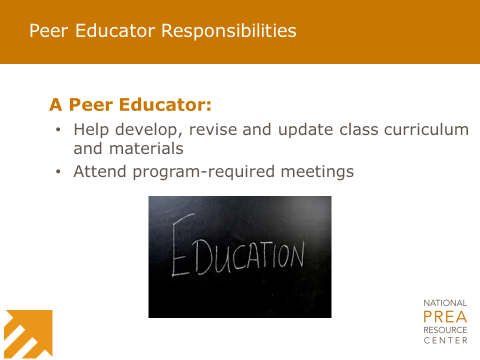 Peer Educator Responsibilities
A Peer Educator:
• Help develop, revise and update class curriculum
and materials
• Attend program-required meetings
EDUCATION
NATIONAL
PREA
RESOURCE
CENTER